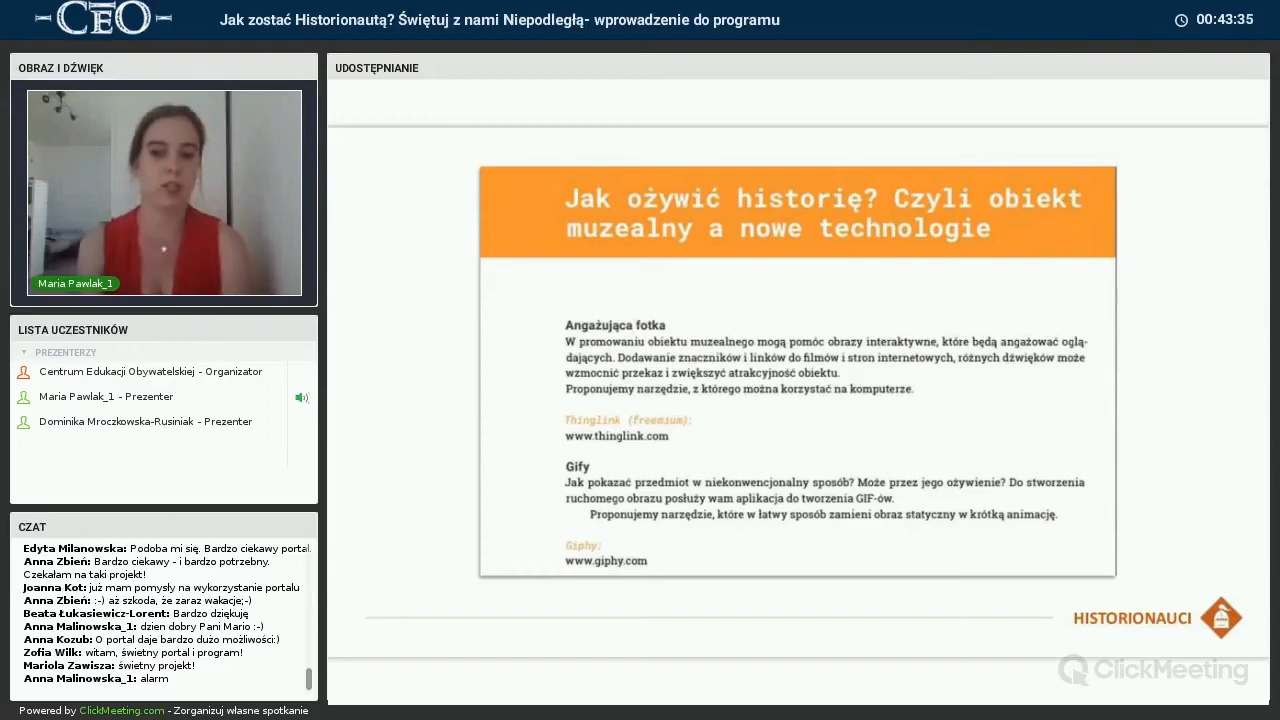 CEO
Jak zostać Historionautą? Świętuj z nami Niepodległą- wprowadzenie do programu
00:43:35
OBRAZ I DŹWIĘK
Maria Pawlak_1
LISTA UCZESTNIKÓW
PREZENTERZY
Centrum Edukacji Obywatelskiej - Organizator
Maria Pawlak_1 - Prezenter
Dominika Mroczkowska-Rusiniak - Prezenter
CZAT
Edyta Milanowska: Podoba mi się. Bardzo ciekawy portal.
Anna Zbień: Bardzo ciekawy - i bardzo potrzebny.
Czekałam na taki projekt!
Joanna Kot: już mam pomysły na wykorzystanie portalu
Anna Zbień: :-) aż szkoda, że zaraz wakacje;-)
Beata Łukasiewicz-Lorent: Bardzo dziękuję
Anna Malinowska_1: dzien dobry Pani Mario :-)
Anna Kozub: O portal daje bardzo dużo możliwości:)
Zofia Wilk: witam, świetny portal i program!
Mariola Zawisza: świetny projekt!
Anna Malinowska_1: alarm
Powered by ClickMeeting.com - Zorganizuj własne spotkanie
UDOSTĘPNIANIE
Jak ożywić historię? Czyli obiekt
muzealny a nowe technologie
Angażująca fotka
W promowaniu obiektu muzealnego mogą pomóc obrazy interaktywne, które będą angażować oglą-
dających. Dodawanie znaczników i linków do filmów i stron internetowych, różnych dźwięków może
wzmocnić przekaz i zwiększyć atrakcyjność obiektu.
Proponujemy narzędzie, z którego można korzystać na komputerze.
Thinglink (freemium):
www.thinglink.com
Gify
Jak pokazać przedmiot w niekonwencjonalny sposób? Może przez jego ożywienie? Do stworzenia
ruchomego obrazu posłuży wam aplikacja do tworzenia GIF-ów.
Proponujemy narzędzie, które w łatwy sposób zamieni obraz statyczny w krótką animację.
Giphy:
www.giphy.com
HISTORIONAUCI
ClickMeeting